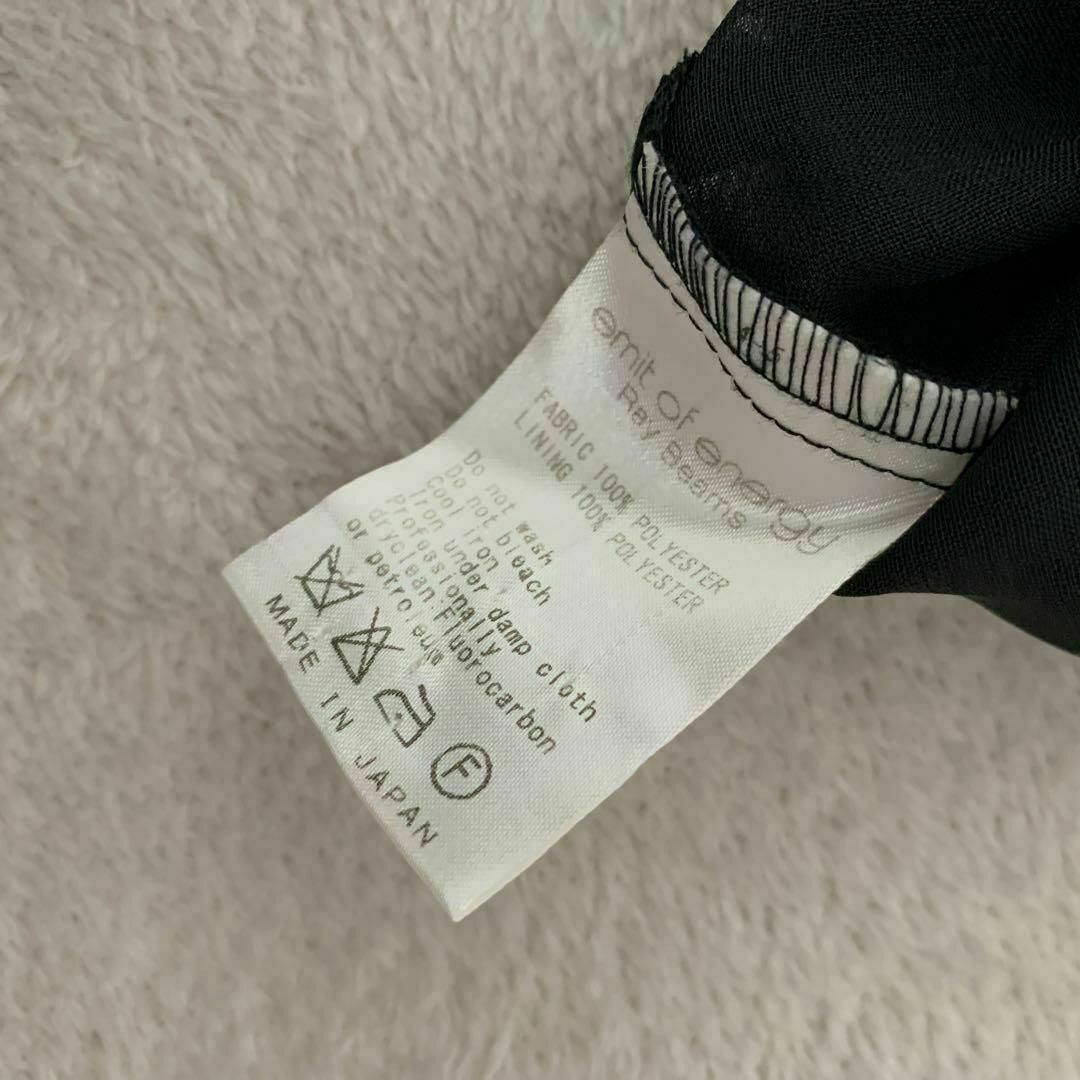 emit of energy
Ray Beams
FABRIC 100% POLYESTER
LINING 100% POLYESTER
Do not wash
Do not bleach
Cool iron,
Iron under damp cloth
Professionally
dryclean:Fluorocarbon
or petroleum
F
MADE IN JAPAN